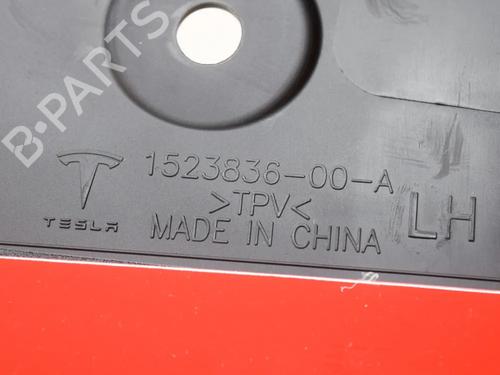 B-PARTS
1523836-00-A
>TPV<
TESLA
MADE IN CHINA
LH